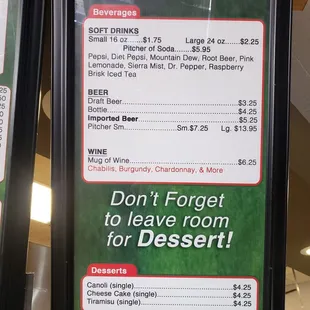 Beverages
SOFT DRINKS
Small 16 oz ......$1.75 Large 24 oz......$2.25
Pitcher of Soda......$5.95
Pepsi, Diet Pepsi, Mountain Dew, Root Beer, Pink
Lemonade, Sierra Mist, Dr. Pepper, Raspberry
Brisk Iced Tea
BEER
Draft Beer......$3.25
Bottle......$4.25
Imported Beer......$5.25
Pitcher Sm......Sm.$7.25 Lg. $13.95
WINE
Mug of Wine......$6.25
Chabilis, Burgundy, Chardonnay, & More
Don't Forget
to leave room
for Dessert!
Desserts
Canoli (single)......$4.25
Cheese Cake (single)......$4.25
Tiramisu (single)......$4.25